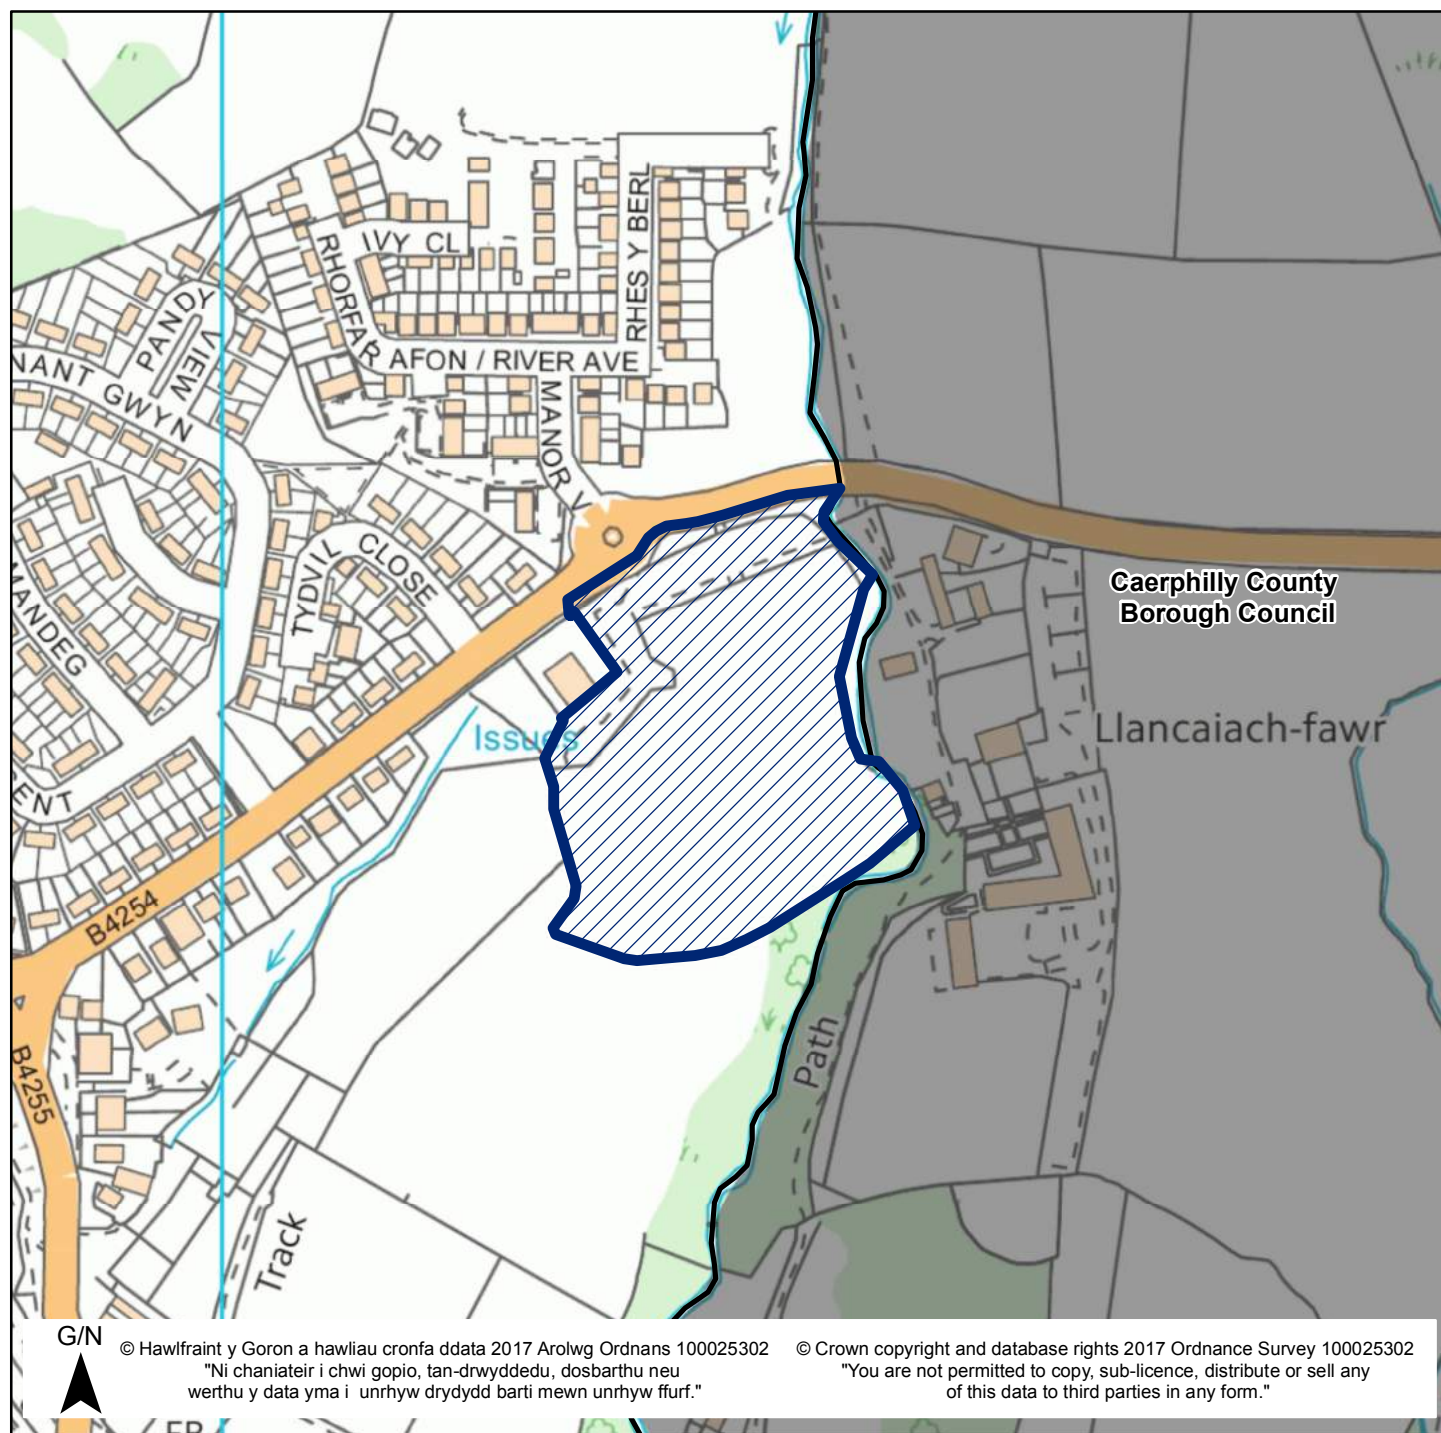 IVY CL
RHORFA'R AFON / RIVER AVE
RHES Y BERL
MANOR V
PANDY VIEW
NANT GWYN
TYDVIL CLOSE
MANDEG
ENT
Issues
B4254
B4255
Caerphilly County
Borough Council
Llancaiach-fawr
Path
Track
G/N
© Hawlfraint y Goron a hawliau cronfa ddata 2017 Arolwg Ordnans 100025302
"Ni chaniateir i chwi gopio, tan-drwyddedu, dosbarthu neu
werthu y data yma i unrhyw drydydd barti mewn unrhyw ffurf."
© Crown copyright and database rights 2017 Ordnance Survey 100025302
"You are not permitted to copy, sub-licence, distribute or sell any
of this data to third parties in any form."